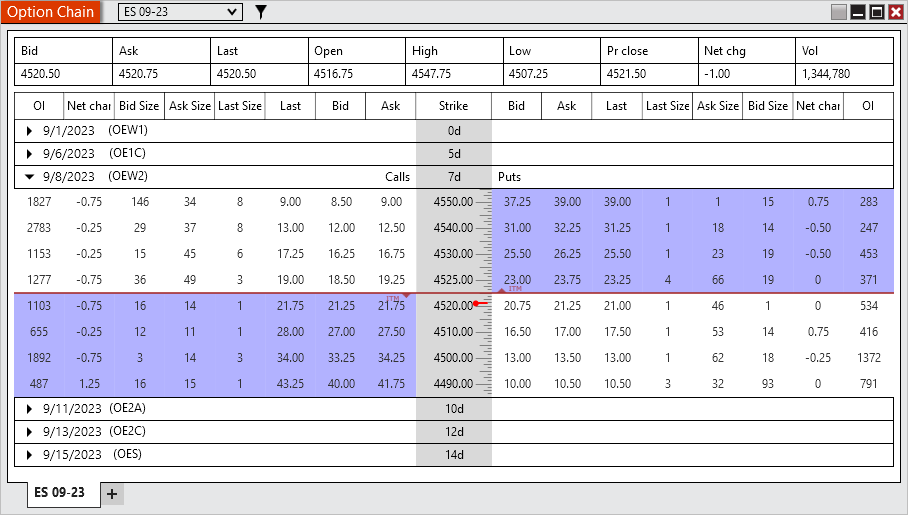 Option Chain ES 09-23
Bid Ask Last Open High Low Pr close Net chg Vol
4520.50 4520.75 4520.50 4516.75 4547.75 4507.25 4521.50 -1.00 1,344,780
OI Net char Bid Size Ask Size Last Size Last Bid Ask Strike Bid Ask Last Last Size Ask Size Bid Size Net char OI
9/1/2023 (OEW1) 0d
9/6/2023 (OE1C) 5d
9/8/2023 (OEW2) Calls 7d Puts
1827 -0.75 146 34 8 9.00 8.50 9.00 4550.00 37.25 39.00 39.00 1 1 15 0.75 283
2783 -0.25 29 37 8 13.00 12.00 12.50 4540.00 31.00 32.25 31.25 1 18 14 -0.50 247
1153 -0.25 15 45 6 17.25 16.25 16.75 4530.00 25.50 26.25 25.50 1 23 19 -0.50 453
1277 -0.75 36 49 3 19.00 18.50 19.25 4525.00 23.00 23.75 23.25 4 66 19 0 371
ITM ITM
1103 -0.75 16 14 1 21.75 21.25 21.75 4520.00 20.75 21.25 21.00 1 46 1 0 534
655 -0.25 12 11 1 28.00 27.00 27.50 4510.00 16.50 17.00 17.50 1 53 14 0.75 416
1892 -0.75 3 14 3 34.00 33.25 34.25 4500.00 13.00 13.50 13.00 1 62 18 -0.25 1372
487 1.25 16 15 1 43.25 40.00 41.75 4490.00 10.00 10.50 10.50 3 32 93 0 791
9/11/2023 (OE2A) 10d
9/13/2023 (OE2C) 12d
9/15/2023 (OES) 14d
ES 09-23 +